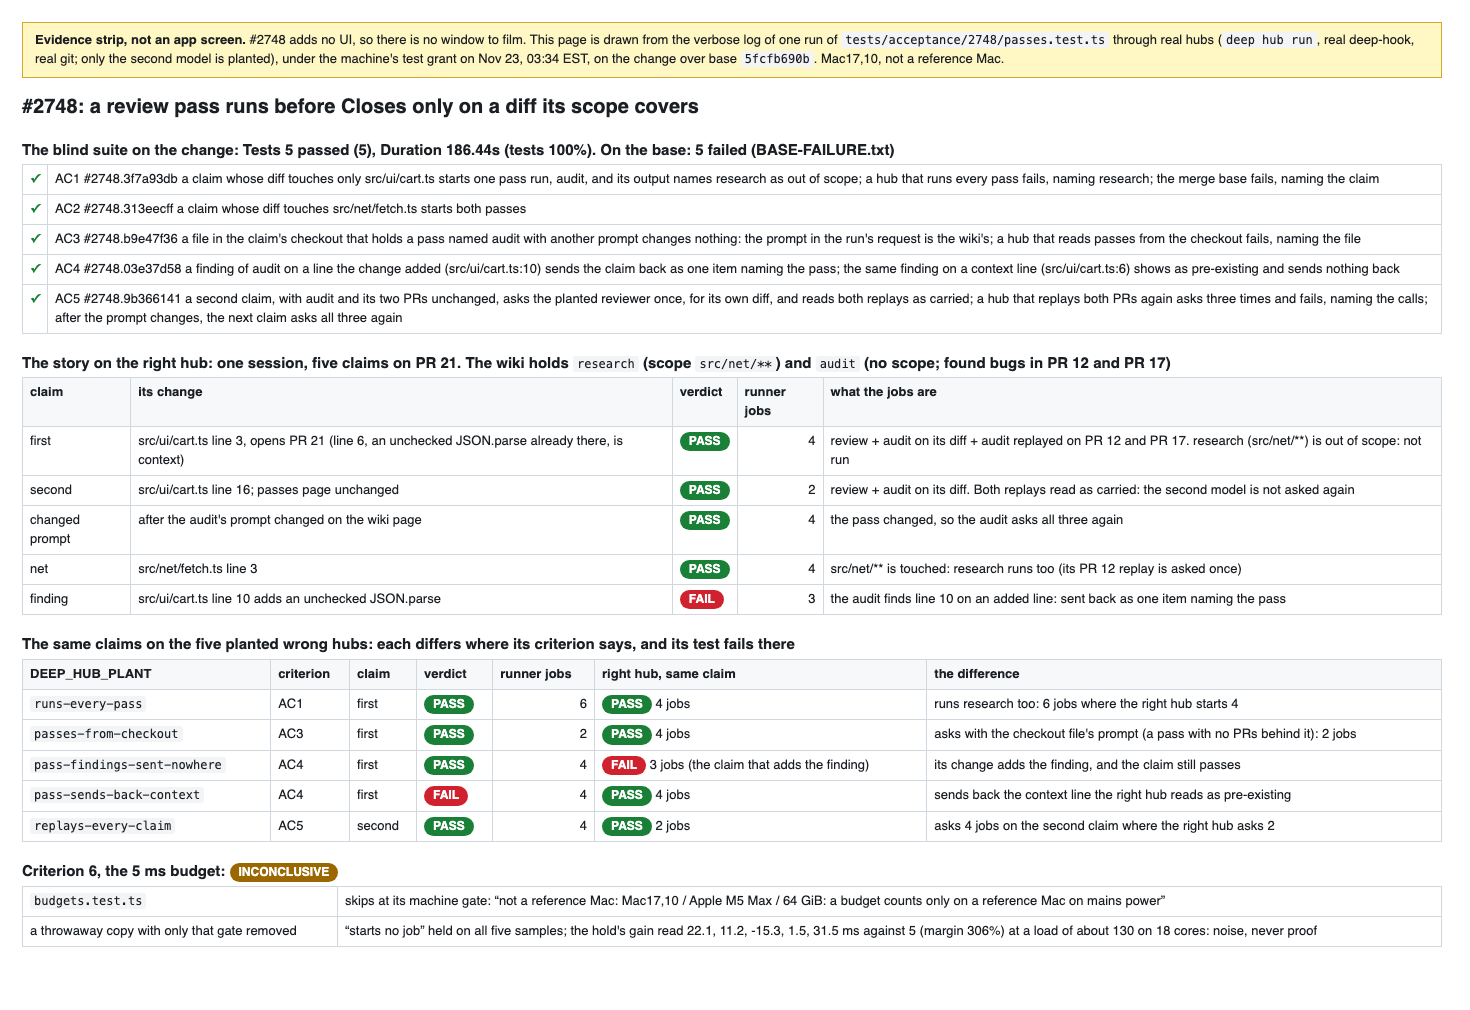 Evidence strip, not an app screen. #2748 adds no UI, so there is no window to film. This page is drawn from the verbose log of one run of tests/acceptance/2748/passes.test.ts through real hubs ( deep hub run , real deep-hook,
real git; only the second model is planted), under the machine's test grant on Nov 23, 03:34 EST, on the change over base 5fcfb690b . Mac17,10, not a reference Mac.
#2748: a review pass runs before Closes only on a diff its scope covers
The blind suite on the change: Tests 5 passed (5), Duration 186.44s (tests 100%). On the base: 5 failed (BASE-FAILURE.txt)
✓ AC1 #2748.3f7a93db a claim whose diff touches only src/ui/cart.ts starts one pass run, audit, and its output names research as out of scope; a hub that runs every pass fails, naming research; the merge base fails, naming the claim
✓ AC2 #2748.313eecff a claim whose diff touches src/net/fetch.ts starts both passes
✓ AC3 #2748.b9e47f36 a file in the claim's checkout that holds a pass named audit with another prompt changes nothing: the prompt in the run's request is the wiki's; a hub that reads passes from the checkout fails, naming the file
✓ AC4 #2748.03e37d58 a finding of audit on a line the change added (src/ui/cart.ts:10) sends the claim back as one item naming the pass; the same finding on a context line (src/ui/cart.ts:6) shows as pre-existing and sends nothing back
✓ AC5 #2748.9b366141 a second claim, with audit and its two PRs unchanged, asks the planted reviewer once, for its own diff, and reads both replays as carried; a hub that replays both PRs again asks three times and fails, naming the calls;
after the prompt changes, the next claim asks all three again
The story on the right hub: one session, five claims on PR 21. The wiki holds research (scope src/net/** ) and audit (no scope; found bugs in PR 12 and PR 17)
claim its change verdict runner what the jobs are
jobs
first src/ui/cart.ts line 3, opens PR 21 (line 6, an unchecked JSON.parse already there, is PASS 4 review + audit on its diff + audit replayed on PR 12 and PR 17. research (src/net/**) is out of scope: not
context) run
second src/ui/cart.ts line 16; passes page unchanged PASS 2 review + audit on its diff. Both replays read as carried: the second model is not asked again
changed after the audit's prompt changed on the wiki page PASS 4 the pass changed, so the audit asks all three again
prompt
net src/net/fetch.ts line 3 PASS 4 src/net/** is touched: research runs too (its PR 12 replay is asked once)
finding src/ui/cart.ts line 10 adds an unchecked JSON.parse FAIL 3 the audit finds line 10 on an added line: sent back as one item naming the pass
The same claims on the five planted wrong hubs: each differs where its criterion says, and its test fails there
DEEP_HUB_PLANT criterion claim verdict runner jobs right hub, same claim the difference
runs-every-pass AC1 first PASS 6 PASS 4 jobs runs research too: 6 jobs where the right hub starts 4
passes-from-checkout AC3 first PASS 2 PASS 4 jobs asks with the checkout file's prompt (a pass with no PRs behind it): 2 jobs
pass-findings-sent-nowhere AC4 first PASS 4 FAIL 3 jobs (the claim that adds the finding) its change adds the finding, and the claim still passes
pass-sends-back-context AC4 first FAIL 4 PASS 4 jobs sends back the context line the right hub reads as pre-existing
replays-every-claim AC5 second PASS 4 PASS 2 jobs asks 4 jobs on the second claim where the right hub asks 2
Criterion 6, the 5 ms budget: INCONCLUSIVE
budgets.test.ts skips at its machine gate: “not a reference Mac: Mac17,10 / Apple M5 Max / 64 GiB: a budget counts only on a reference Mac on mains power”
a throwaway copy with only that gate removed “starts no job” held on all five samples; the hold's gain read 22.1, 11.2, -15.3, 1.5, 31.5 ms against 5 (margin 306%) at a load of about 130 on 18 cores: noise, never proof